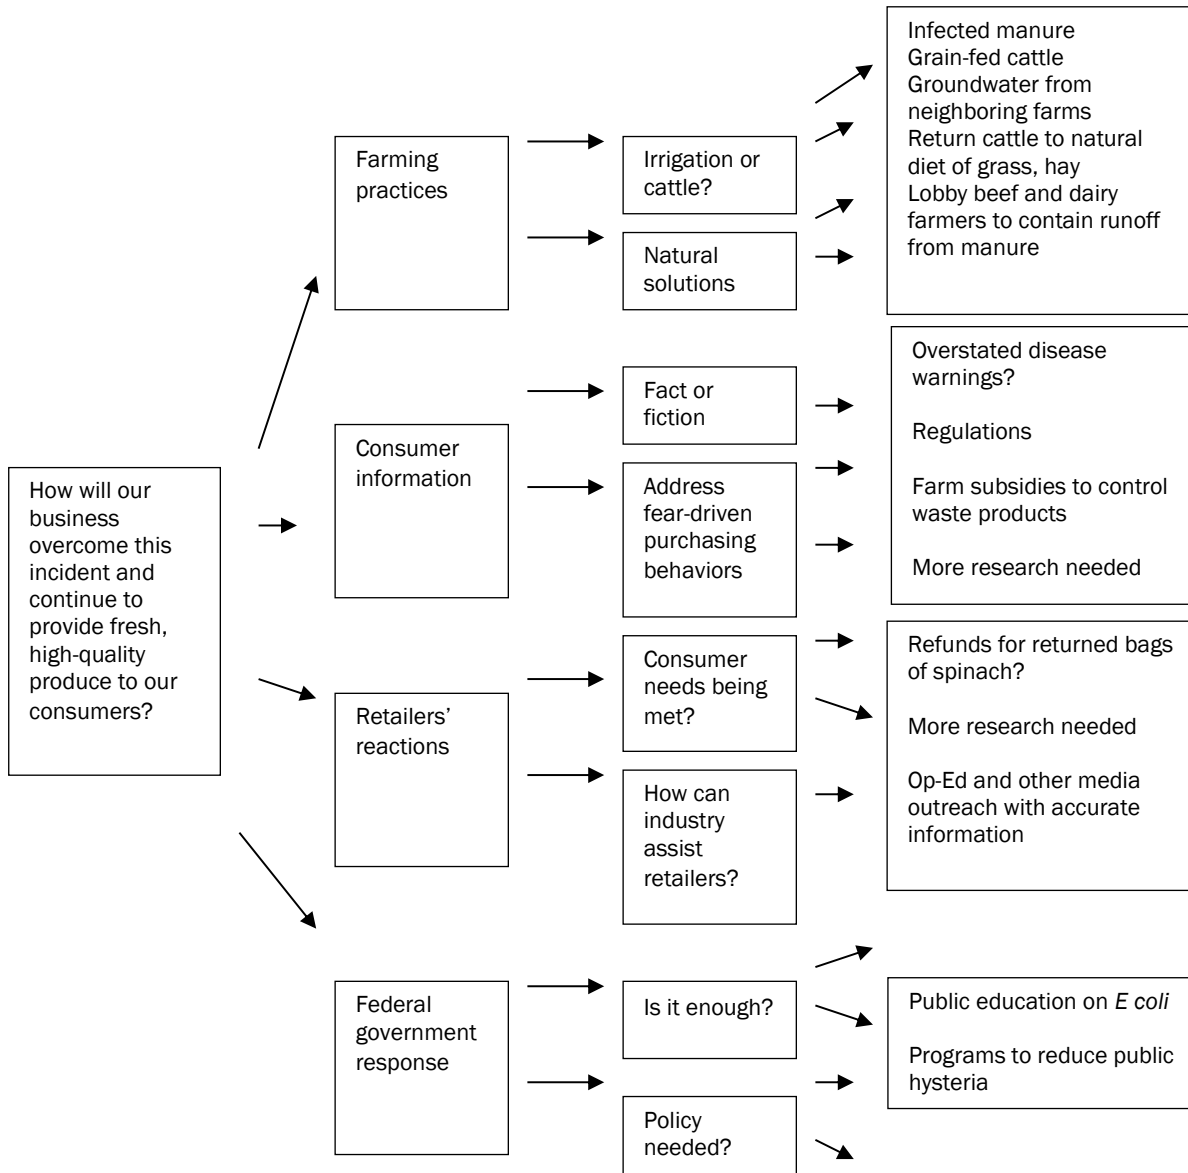 How will our
business
overcome this
incident and
continue to
provide fresh,
high-quality
produce to our
consumers?
Farming
practices
Consumer
information
Retailers’
reactions
Federal
government
response
Irrigation or
cattle?
Natural
solutions
Fact or
fiction
Address
fear-driven
purchasing
behaviors
Consumer
needs being
met?
How can
industry
assist
retailers?
Is it enough?
Policy
needed?
Infected manure
Grain-fed cattle
Groundwater from
neighboring farms
Return cattle to natural
diet of grass, hay
Lobby beef and dairy
farmers to contain runoff
from manure
Overstated disease
warnings?
Regulations
Farm subsidies to control
waste products
More research needed
Refunds for returned bags
of spinach?
More research needed
Op-Ed and other media
outreach with accurate
information
Public education on E coli
Programs to reduce public
hysteria